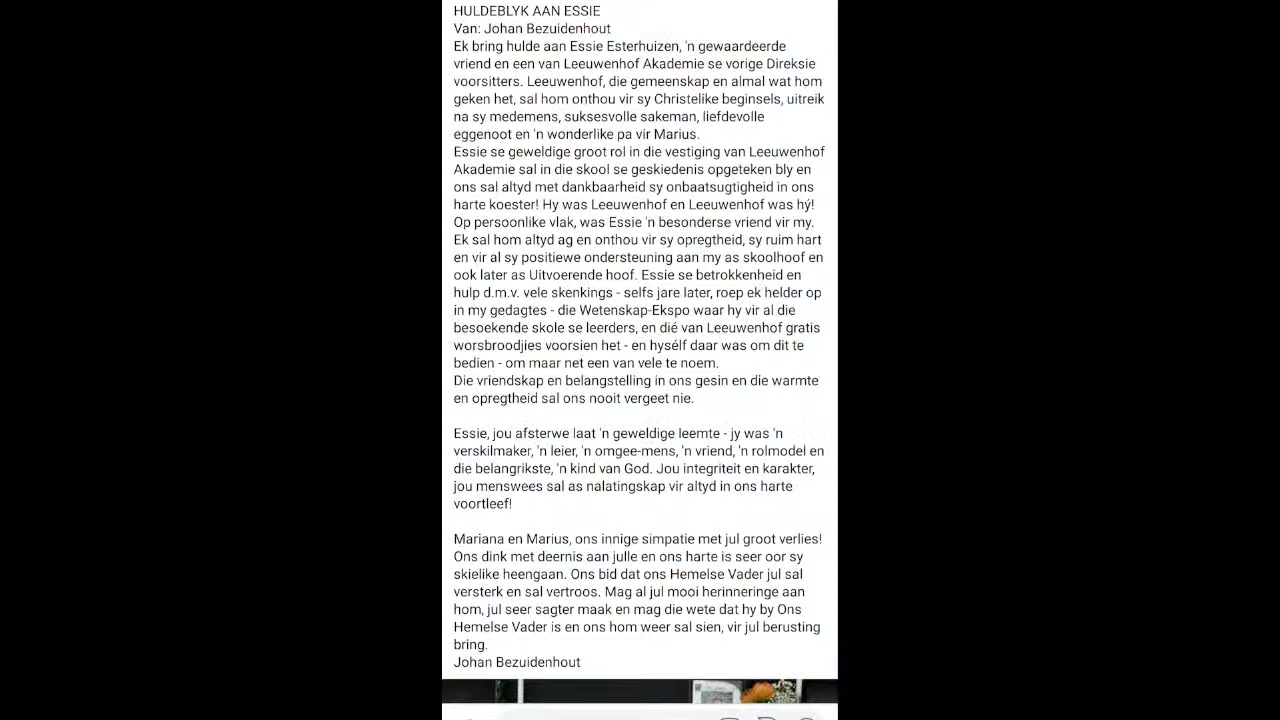 HULDEBLYK AAN ESSIE
Van: Johan Bezuidenhout
Ek bring hulde aan Essie Esterhuizen, 'n gewaardeerde
vriend en een van Leeuwenhof Akademie se vorige Direksie
voorsitters. Leeuwenhof, die gemeenskap en almal wat hom
geken het, sal hom onthou vir sy Christelike beginsels, uitreik
na sy medemens, suksesvolle sakeman, liefdevolle
eggenoot en 'n wonderlike pa vir Marius.
Essie se geweldige groot rol in die vestiging van Leeuwenhof
Akademie sal in die skool se geskiedenis opgeteken bly en
ons sal altyd met dankbaarheid sy onbaatsugtigheid in ons
harte koester! Hy was Leeuwenhof en Leeuwenhof was hý!
Op persoonlike vlak, was Essie 'n besonderse vriend vir my.
Ek sal hom altyd ag en onthou vir sy opregtheid, sy ruim hart
en vir al sy positiewe ondersteuning aan my as skoolhoof en
ook later as Uitvoerende hoof. Essie se betrokkenheid en
hulp d.m.v. vele skenkings - selfs jare later, roep ek helder op
in my gedagtes - die Wetenskap-Ekspo waar hy vir al die
besoekende skole se leerders, en dié van Leeuwenhof gratis
worsbroodjies voorsien het - en hysélf daar was om dit te
bedien - om maar net een van vele te noem.
Die vriendskap en belangstelling in ons gesin en die warmte
en opregtheid sal ons nooit vergeet nie.
Essie, jou afsterwe laat 'n geweldige leemte - jy was 'n
verskilmaker, 'n leier, 'n omgee-mens, 'n vriend, 'n rolmodel en
die belangrikste, 'n kind van God. Jou integriteit en karakter,
jou menswees sal as nalatingskap vir altyd in ons harte
voortleef!
Mariana en Marius, ons innige simpatie met jul groot verlies!
Ons dink met deernis aan julle en ons harte is seer oor sy
skielike heengaan. Ons bid dat ons Hemelse Vader jul sal
versterk en sal vertroos. Mag al jul mooi herinneringe aan
hom, jul seer sagter maak en mag die wete dat hy by Ons
Hemelse Vader is en ons hom weer sal sien, vir jul berusting
bring.
Johan Bezuidenhout